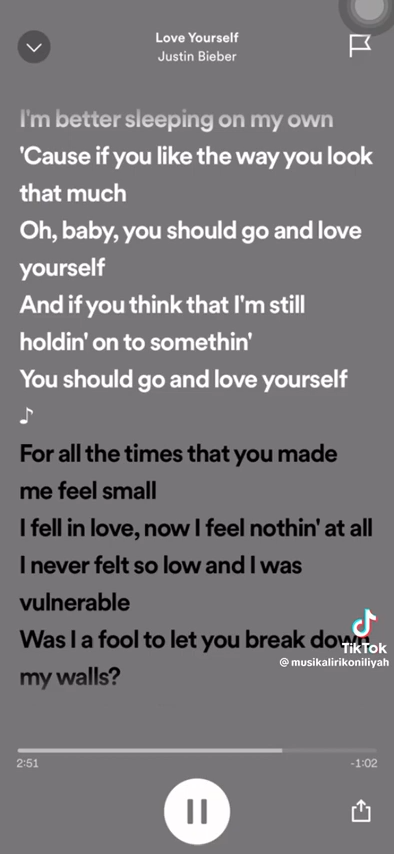 Love Yourself
Justin Bieber
I'm better sleeping on my own
'Cause if you like the way you look
that much
Oh, baby, you should go and love
yourself
And if you think that I'm still
holdin' on to somethin'
You should go and love yourself
♪
For all the times that you made
me feel small
I fell in love, now I feel nothin' at all
I never felt so low and I was
vulnerable
Was I a fool to let you break down
my walls?
TikTok
@musikalirikoniliyah
2:51
-1:02